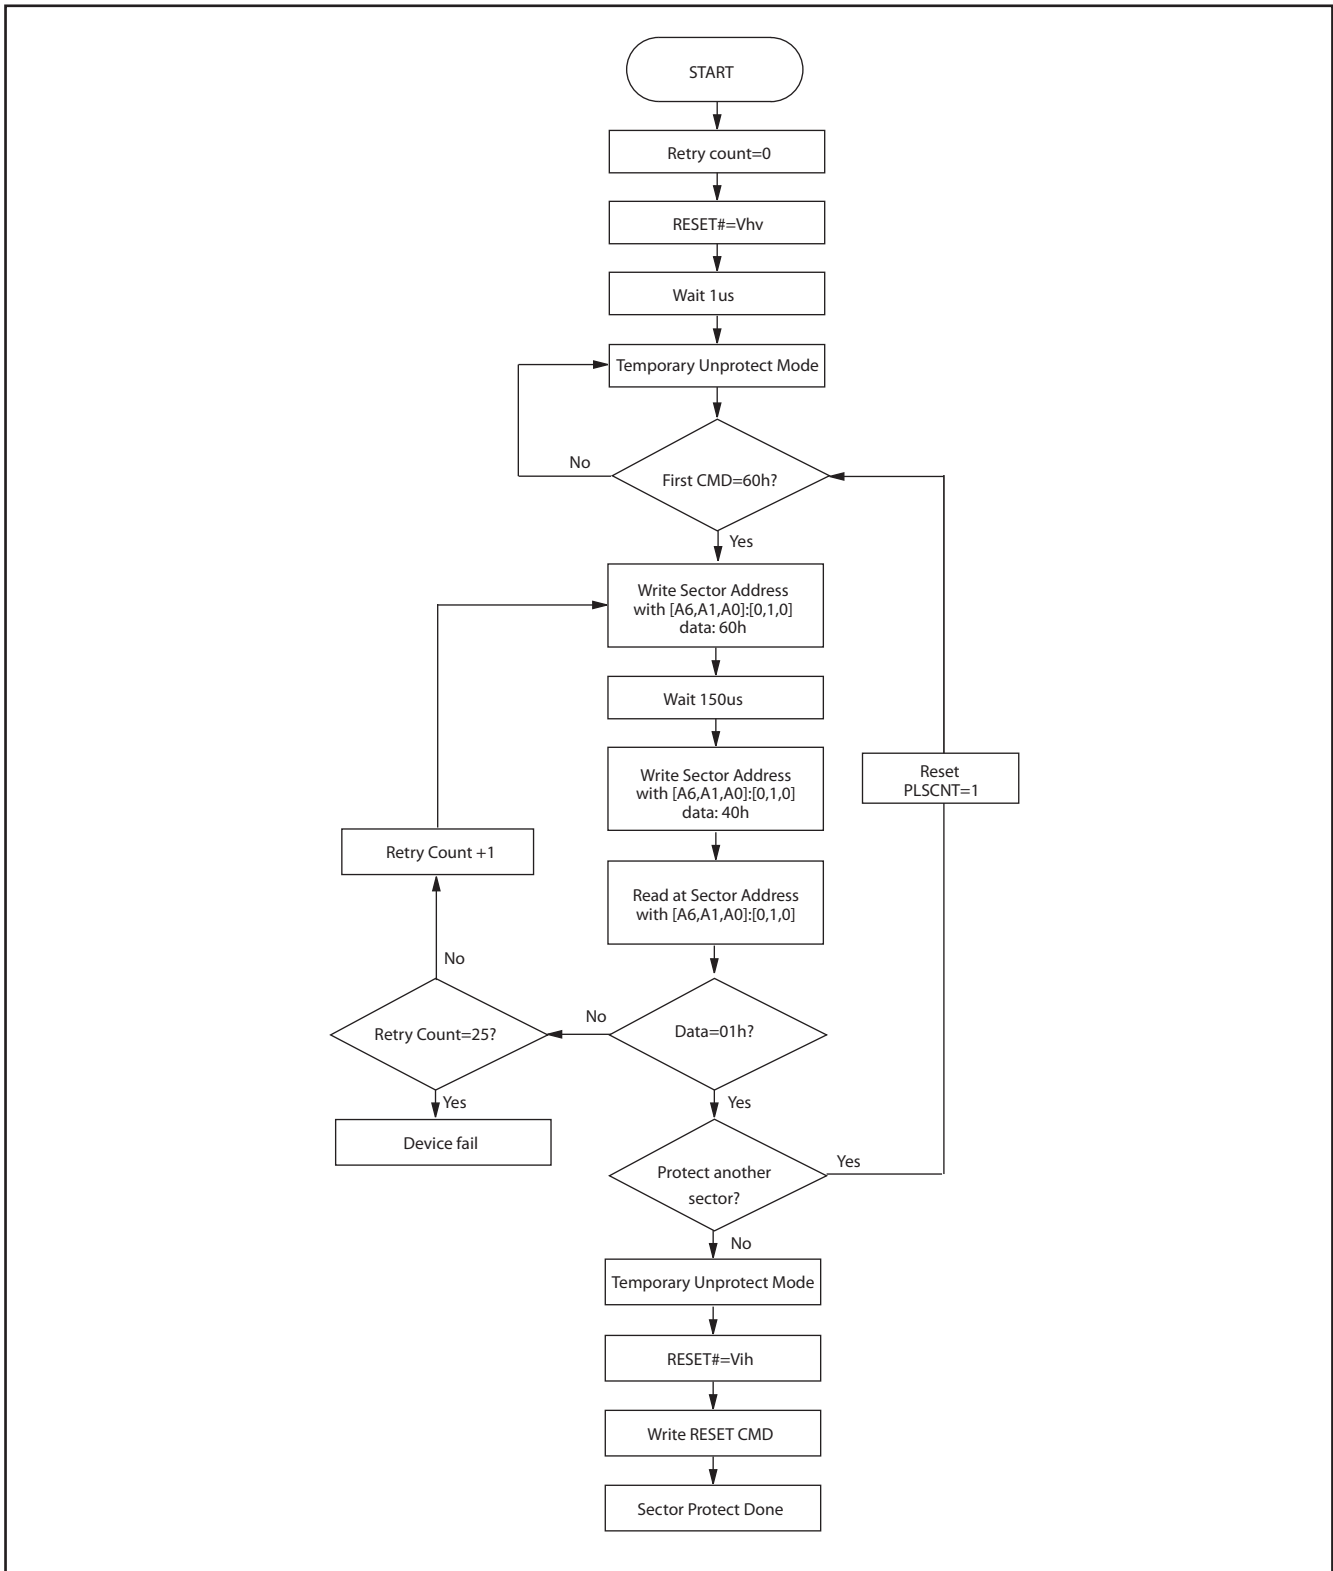 START
Retry count=0
RESET#=Vhv
Wait 1us
Temporary Unprotect Mode
No
First CMD=60h?
Yes
Write Sector Address
with [A6,A1,A0]:[0,1,0]
data: 60h
Wait 150us
Write Sector Address
with [A6,A1,A0]:[0,1,0]
data: 40h
Reset
PLSCNT=1
Retry Count +1
Read at Sector Address
with [A6,A1,A0]:[0,1,0]
No
No
Retry Count=25?
Data=01h?
Yes
Yes
Device fail
Protect another
sector?
Yes
No
Temporary Unprotect Mode
RESET#=Vih
Write RESET CMD
Sector Protect Done